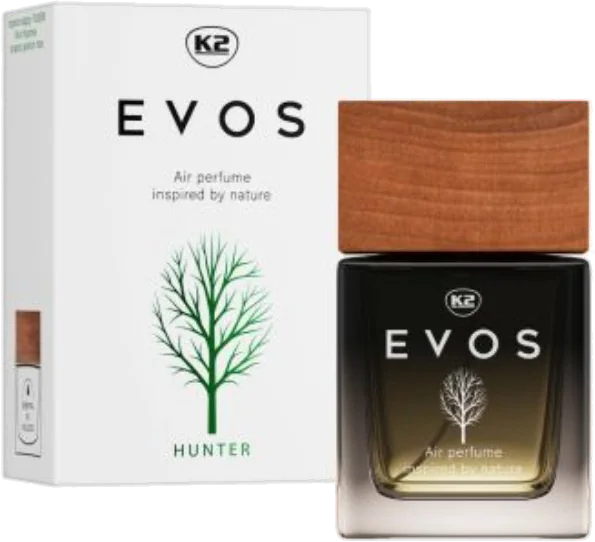 K2
EVOS
Air perfume
inspired by nature
HUNTER
K2
EVOS
Air perfume
inspired by nature